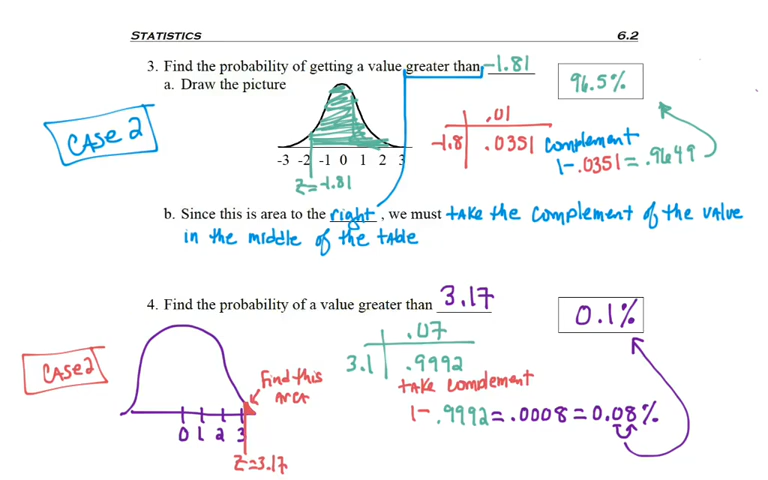 STATISTICS 6.2
3. Find the probability of getting a value greater than -1.81
a. Draw the picture
96.5%
CASE 2
.01
-1.8 .0351
complement
1-.0351=.9649
-3 -2 -1 0 1 2 3
Z=-1.81
b. Since this is area to the right, we must TAKE the complement of the VALUE
in the middle of the TABLE
4. Find the probability of a value greater than 3.17
0.1%
CASE 2
.07
3.1 .9992
Find this
AREA
TAKE complement
1-.9992=.0008=0.08%
0 1 2 3
Z=3.17